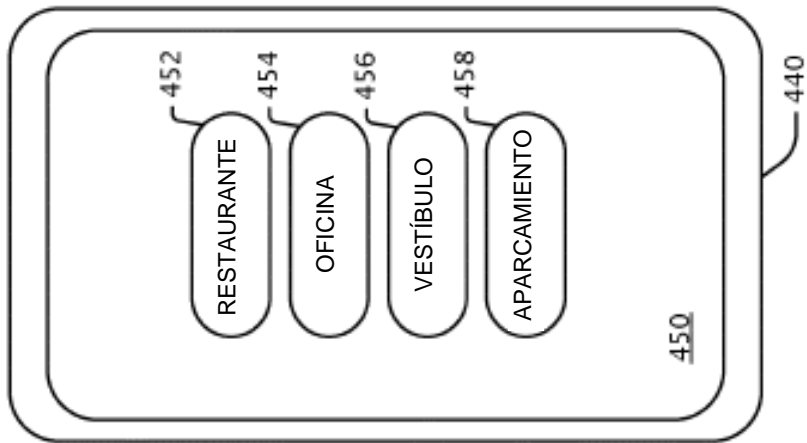 452
RESTAURANTE
454
OFICINA
456
VESTÍBULO
458
APARCAMIENTO
450
440